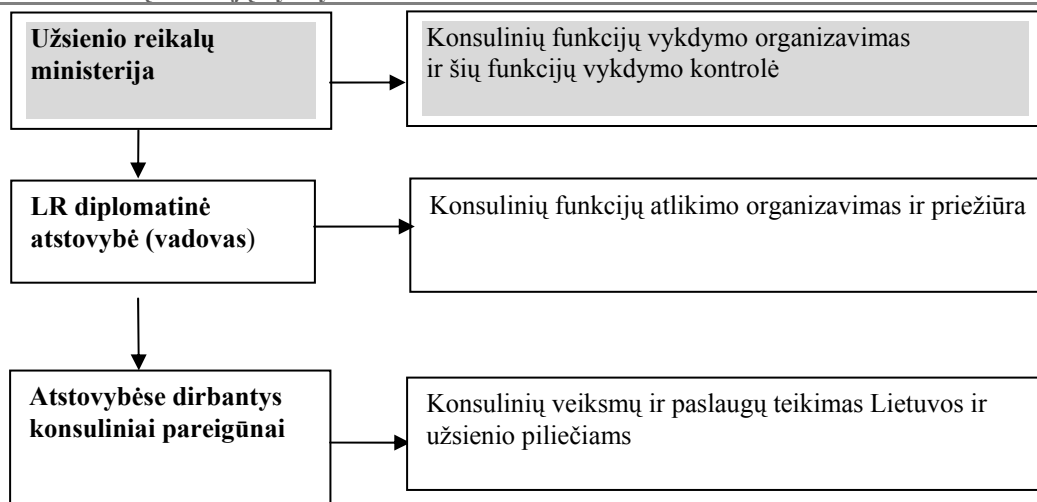 Užsienio reikalų
ministerija
Konsulinių funkcijų vykdymo organizavimas
ir šių funkcijų vykdymo kontrolė
LR diplomatinė
atstovybė (vadovas)
Konsulinių funkcijų atlikimo organizavimas ir priežiūra
Atstovybėse dirbantys
konsuliniai pareigūnai
Konsulinių veiksmų ir paslaugų teikimas Lietuvos ir
užsienio piliečiams